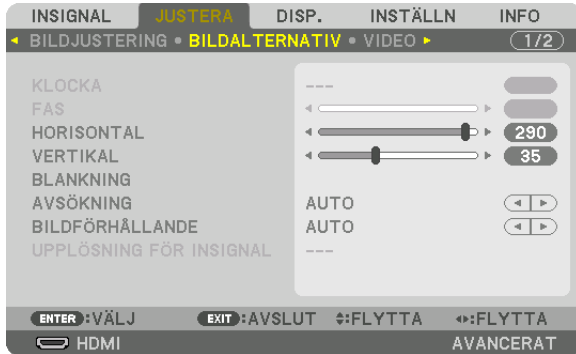 INSIGNAL JUSTERA DISP. INSTÄLLN INFO
BILDJUSTERING • BILDALTERNATIV • VIDEO 1/2
KLOCKA ---
FAS
HORISONTAL 290
VERTIKAL 35
BLANKNING
AVSÖKNING AUTO
BILDFÖRHÅLLANDE AUTO
UPPLÖSNING FÖR INSIGNAL ---
ENTER :VÄLJ EXIT :AVSLUT :FLYTTA :FLYTTA
HDMI AVANCERAT